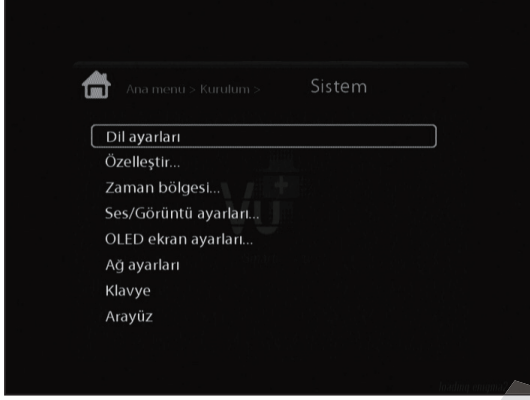 Ana menu > Kurulum > Sistem
Dil ayarları
Özelleştir...
Zaman bölgesi...
Ses/Görüntü ayarları...
OLED ekran ayarları...
Ağ ayarları
Klavye
Arayüz